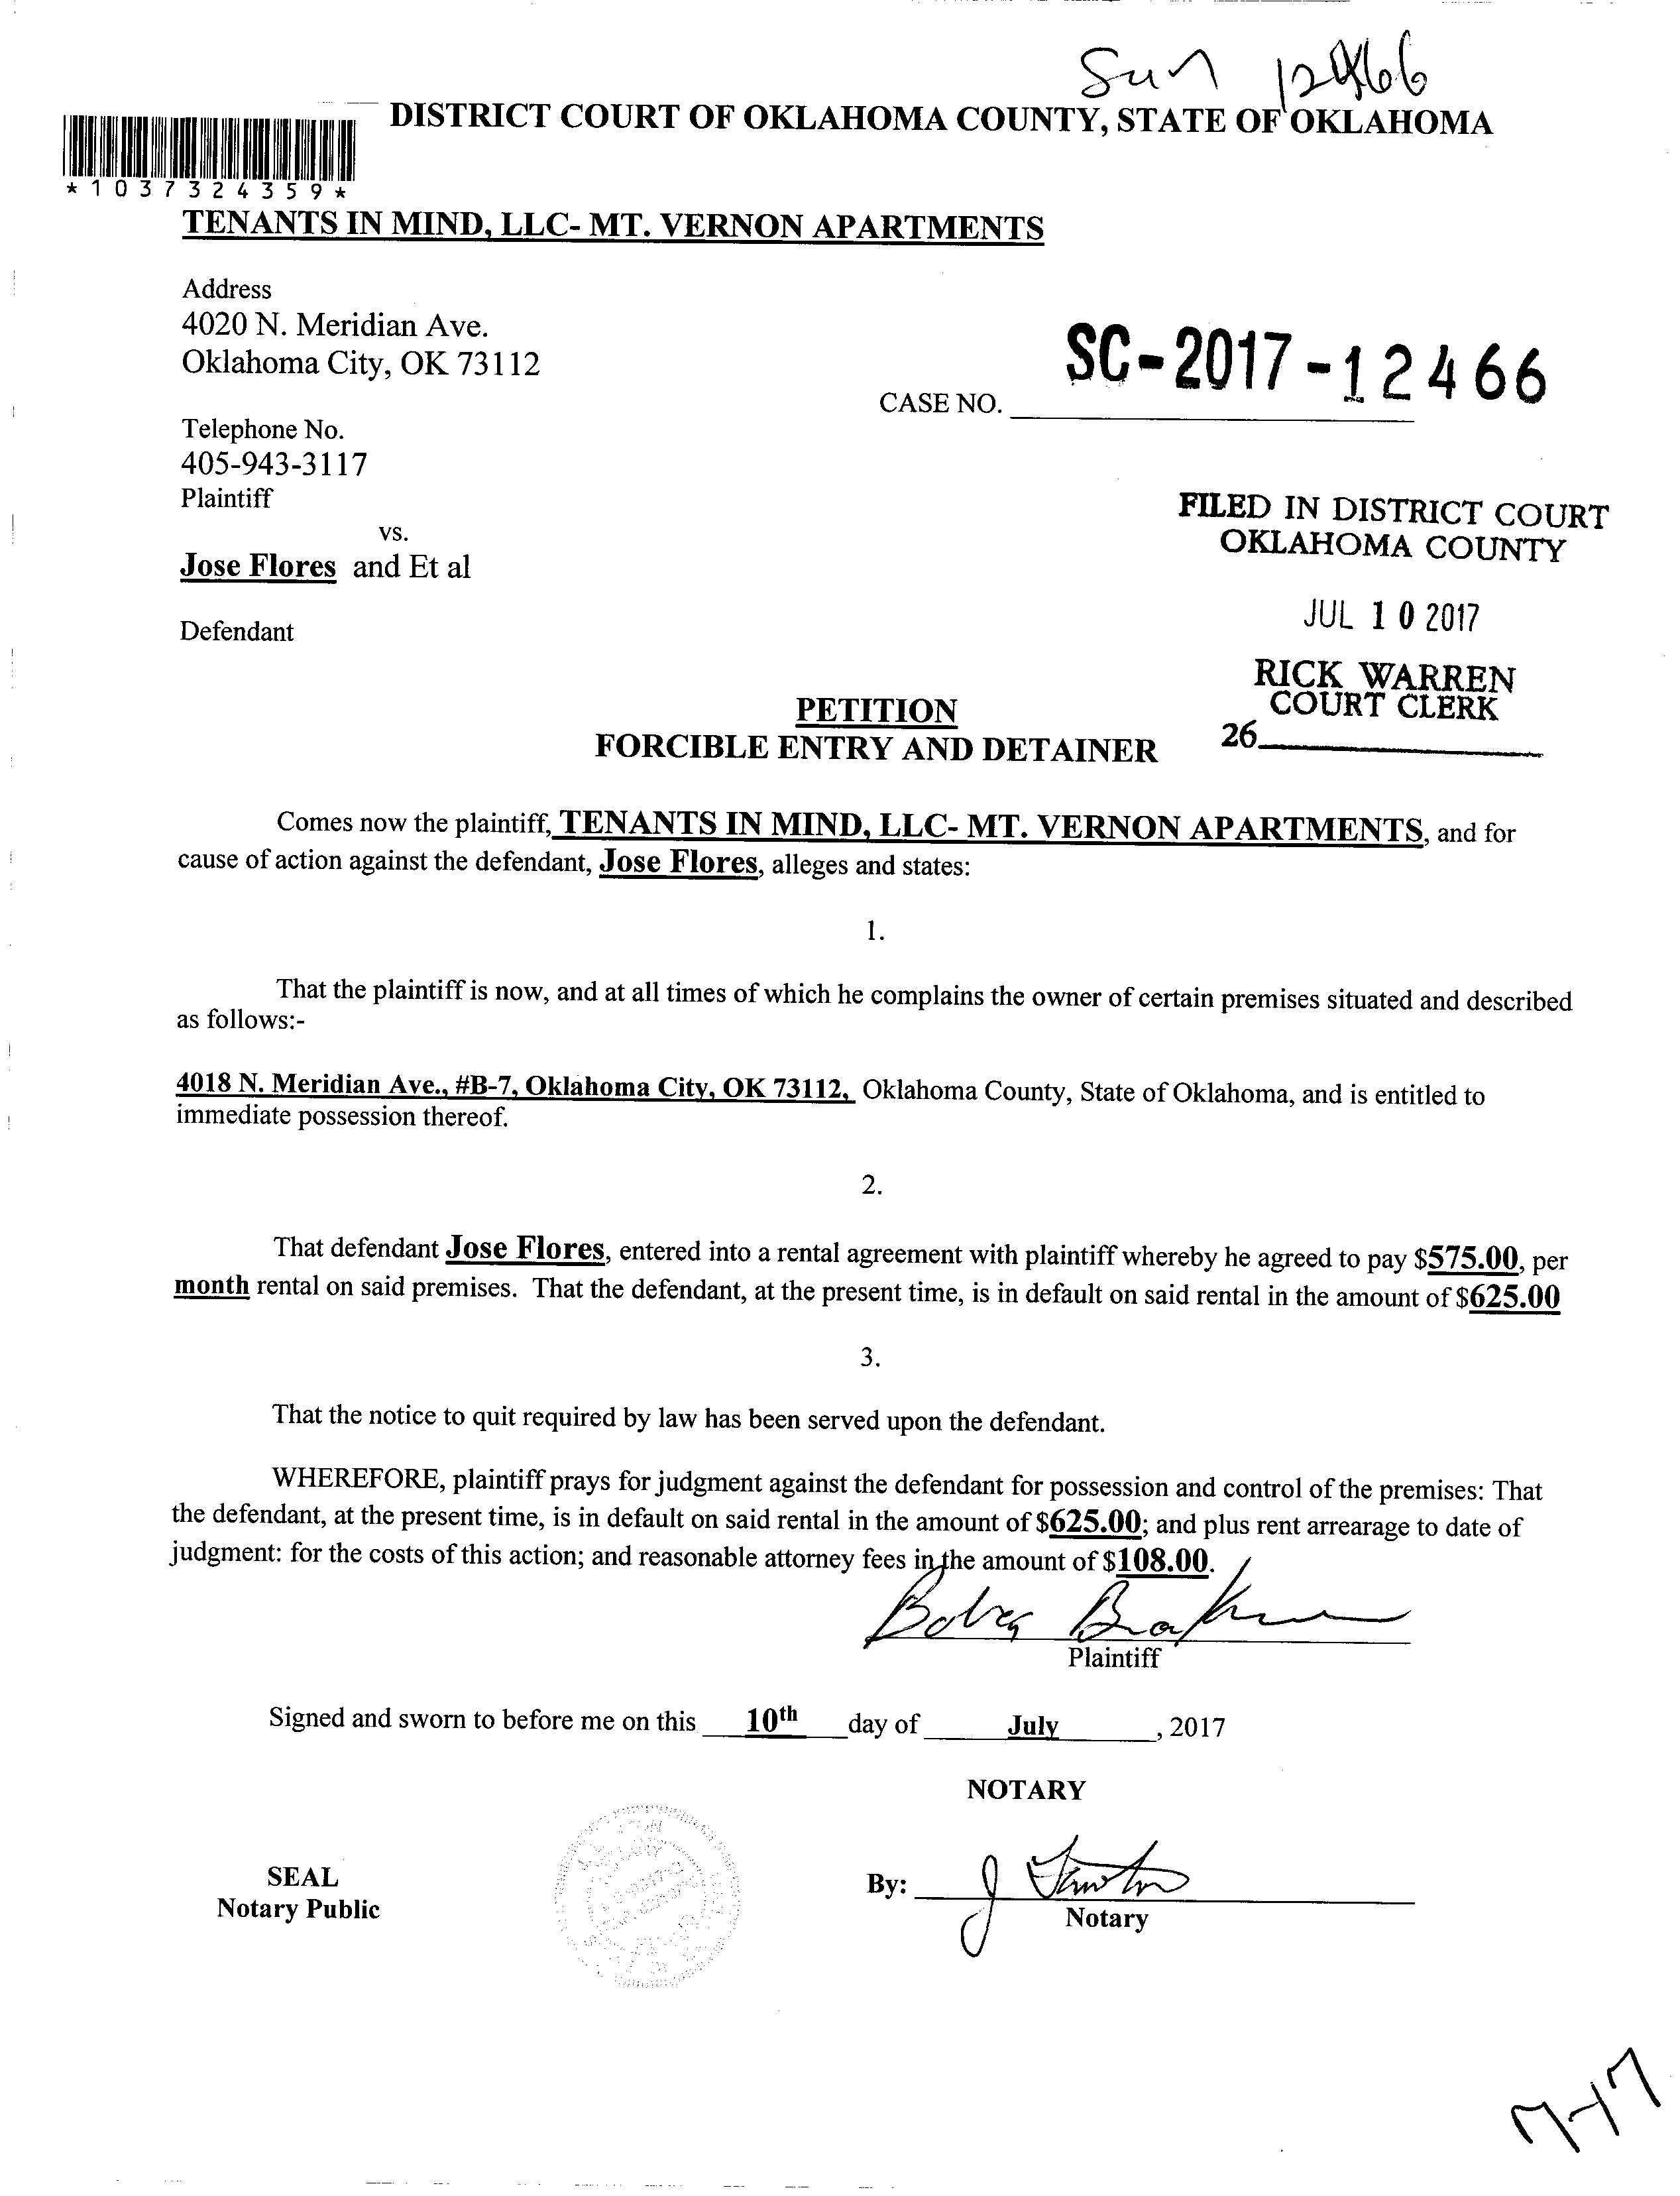 Sun 12466
DISTRICT COURT OF OKLAHOMA COUNTY, STATE OF OKLAHOMA
*1037324359*
TENANTS IN MIND, LLC- MT. VERNON APARTMENTS
Address
4020 N. Meridian Ave.
Oklahoma City, OK 73112
SC-2017-12466
CASE NO.
Telephone No.
405-943-3117
Plaintiff
vs.
Jose Flores and Et al
Defendant
FILED IN DISTRICT COURT
OKLAHOMA COUNTY
JUL 10 2017
RICK WARREN
COURT CLERK
26
PETITION
FORCIBLE ENTRY AND DETAINER
Comes now the plaintiff, TENANTS IN MIND, LLC- MT. VERNON APARTMENTS, and for
cause of action against the defendant, Jose Flores, alleges and states:
1.
That the plaintiff is now, and at all times of which he complains the owner of certain premises situated and described
as follows:-
4018 N. Meridian Ave., #B-7, Oklahoma City, OK 73112, Oklahoma County, State of Oklahoma, and is entitled to
immediate possession thereof.
2.
That defendant Jose Flores, entered into a rental agreement with plaintiff whereby he agreed to pay $575.00, per
month rental on said premises. That the defendant, at the present time, is in default on said rental in the amount of $625.00
3.
That the notice to quit required by law has been served upon the defendant.
WHEREFORE, plaintiff prays for judgment against the defendant for possession and control of the premises: That
the defendant, at the present time, is in default on said rental in the amount of $625.00; and plus rent arrearage to date of
judgment: for the costs of this action; and reasonable attorney fees in the amount of $108.00.
Plaintiff
Signed and sworn to before me on this 10th day of July, 2017
NOTARY
SEAL
Notary Public
By:
Notary
7-17